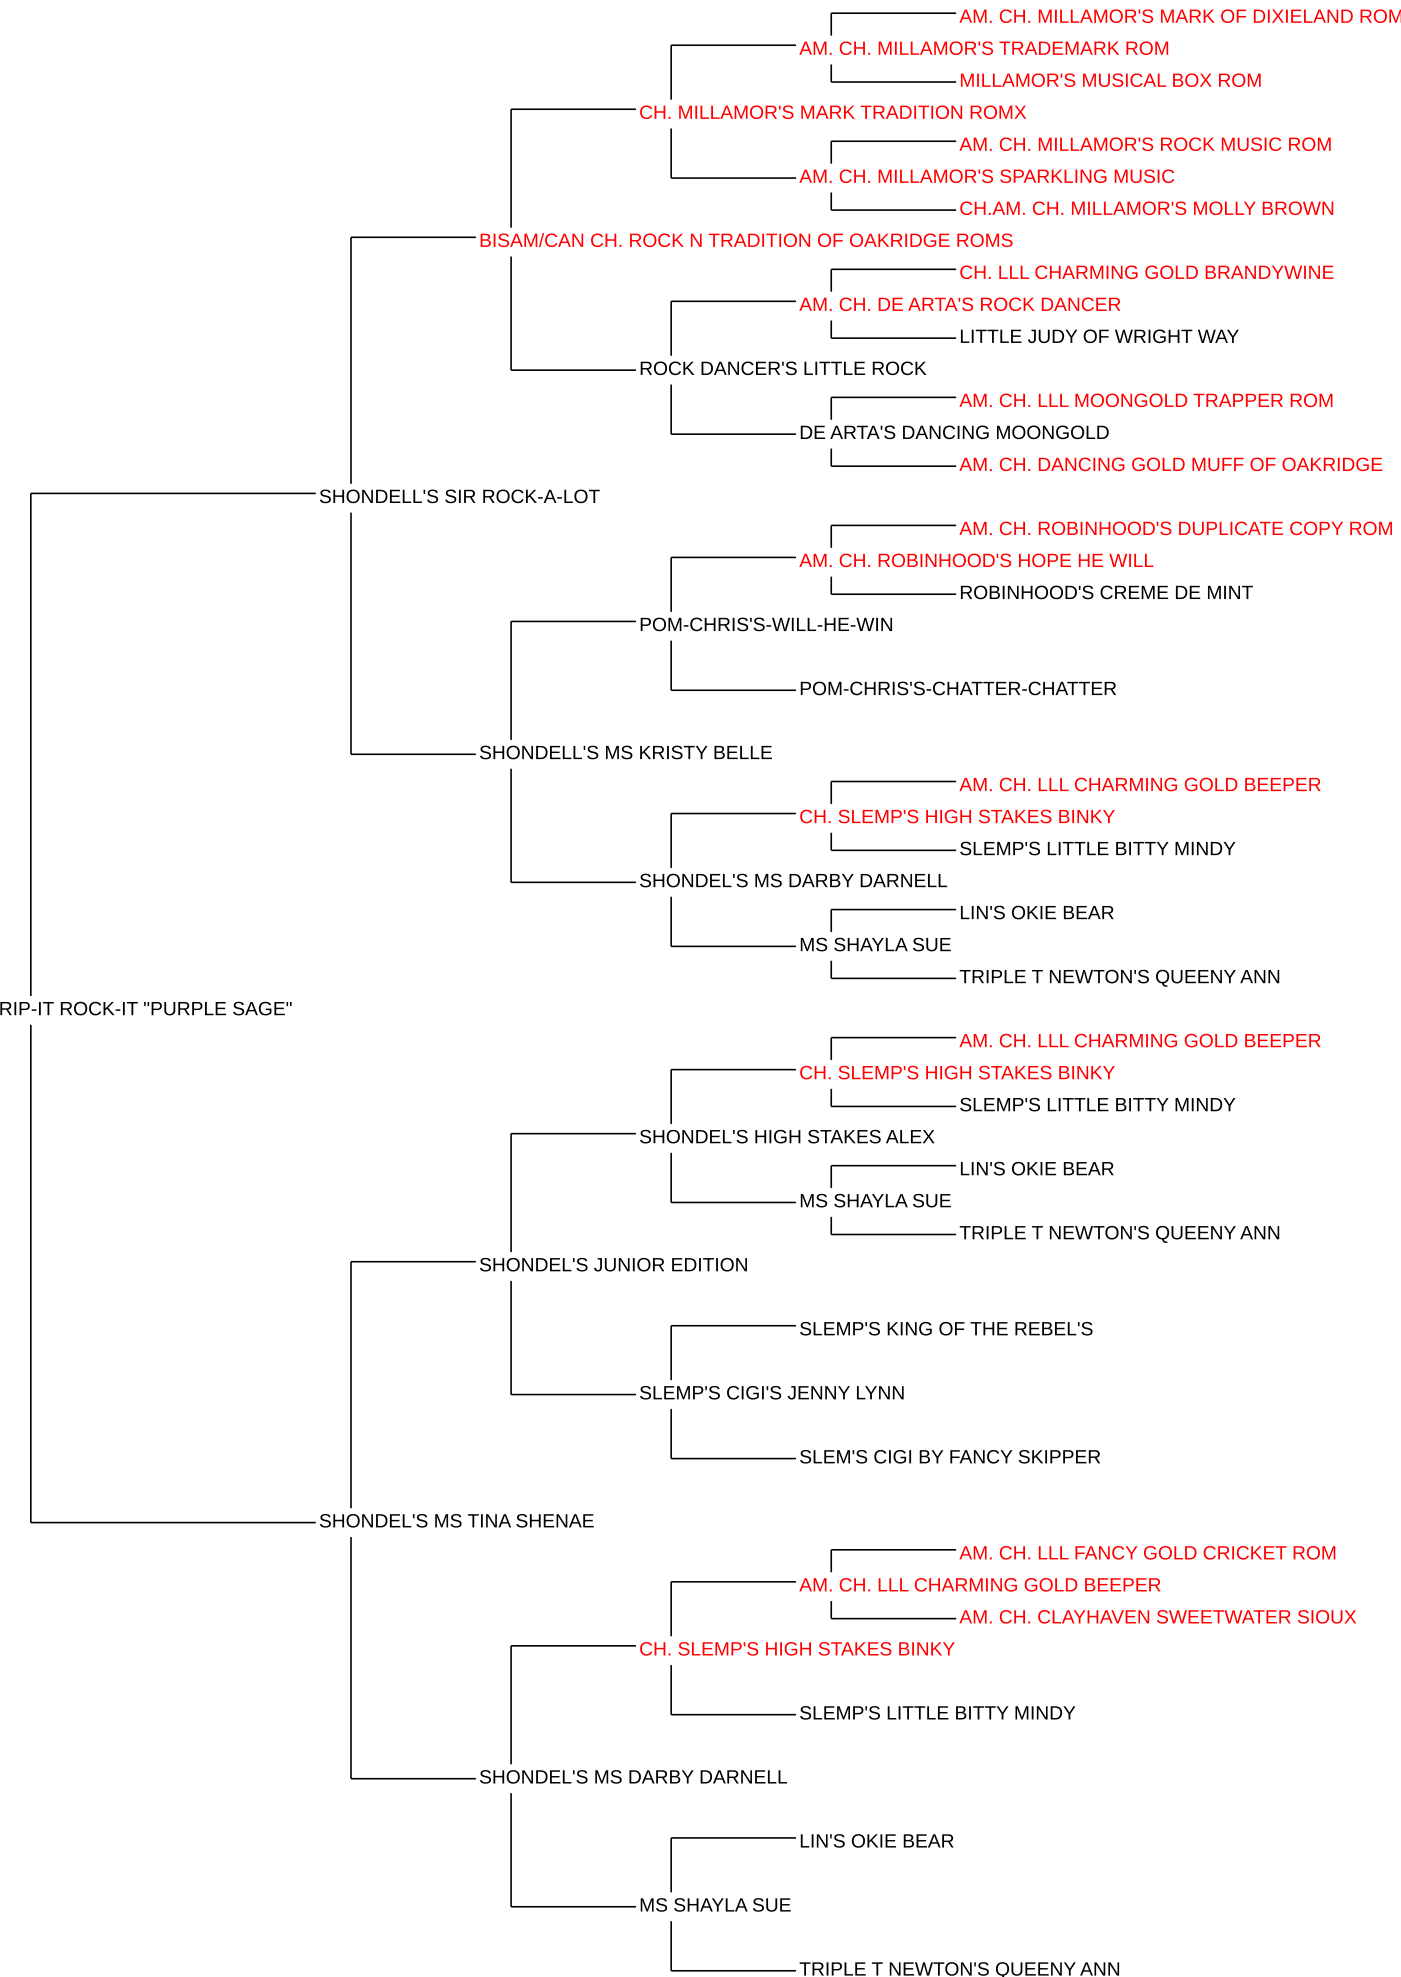 AM. CH. MILLAMOR'S MARK OF DIXIELAND ROM
AM. CH. MILLAMOR'S TRADEMARK ROM
MILLAMOR'S MUSICAL BOX ROM
CH. MILLAMOR'S MARK TRADITION ROMX
AM. CH. MILLAMOR'S ROCK MUSIC ROM
AM. CH. MILLAMOR'S SPARKLING MUSIC
CH.AM. CH. MILLAMOR'S MOLLY BROWN
BISAM/CAN CH. ROCK N TRADITION OF OAKRIDGE ROMS
CH. LLL CHARMING GOLD BRANDYWINE
AM. CH. DE ARTA'S ROCK DANCER
LITTLE JUDY OF WRIGHT WAY
ROCK DANCER'S LITTLE ROCK
AM. CH. LLL MOONGOLD TRAPPER ROM
DE ARTA'S DANCING MOONGOLD
AM. CH. DANCING GOLD MUFF OF OAKRIDGE
SHONDELL'S SIR ROCK-A-LOT
AM. CH. ROBINHOOD'S DUPLICATE COPY ROM
AM. CH. ROBINHOOD'S HOPE HE WILL
ROBINHOOD'S CREME DE MINT
POM-CHRIS'S-WILL-HE-WIN
POM-CHRIS'S-CHATTER-CHATTER
SHONDELL'S MS KRISTY BELLE
AM. CH. LLL CHARMING GOLD BEEPER
CH. SLEMP'S HIGH STAKES BINKY
SLEMP'S LITTLE BITTY MINDY
SHONDEL'S MS DARBY DARNELL
LIN'S OKIE BEAR
MS SHAYLA SUE
TRIPLE T NEWTON'S QUEENY ANN
RIP-IT ROCK-IT "PURPLE SAGE"
AM. CH. LLL CHARMING GOLD BEEPER
CH. SLEMP'S HIGH STAKES BINKY
SLEMP'S LITTLE BITTY MINDY
SHONDEL'S HIGH STAKES ALEX
LIN'S OKIE BEAR
MS SHAYLA SUE
TRIPLE T NEWTON'S QUEENY ANN
SHONDEL'S JUNIOR EDITION
SLEMP'S KING OF THE REBEL'S
SLEMP'S CIGI'S JENNY LYNN
SLEM'S CIGI BY FANCY SKIPPER
SHONDEL'S MS TINA SHENAE
AM. CH. LLL FANCY GOLD CRICKET ROM
AM. CH. LLL CHARMING GOLD BEEPER
AM. CH. CLAYHAVEN SWEETWATER SIOUX
CH. SLEMP'S HIGH STAKES BINKY
SLEMP'S LITTLE BITTY MINDY
SHONDEL'S MS DARBY DARNELL
LIN'S OKIE BEAR
MS SHAYLA SUE
TRIPLE T NEWTON'S QUEENY ANN